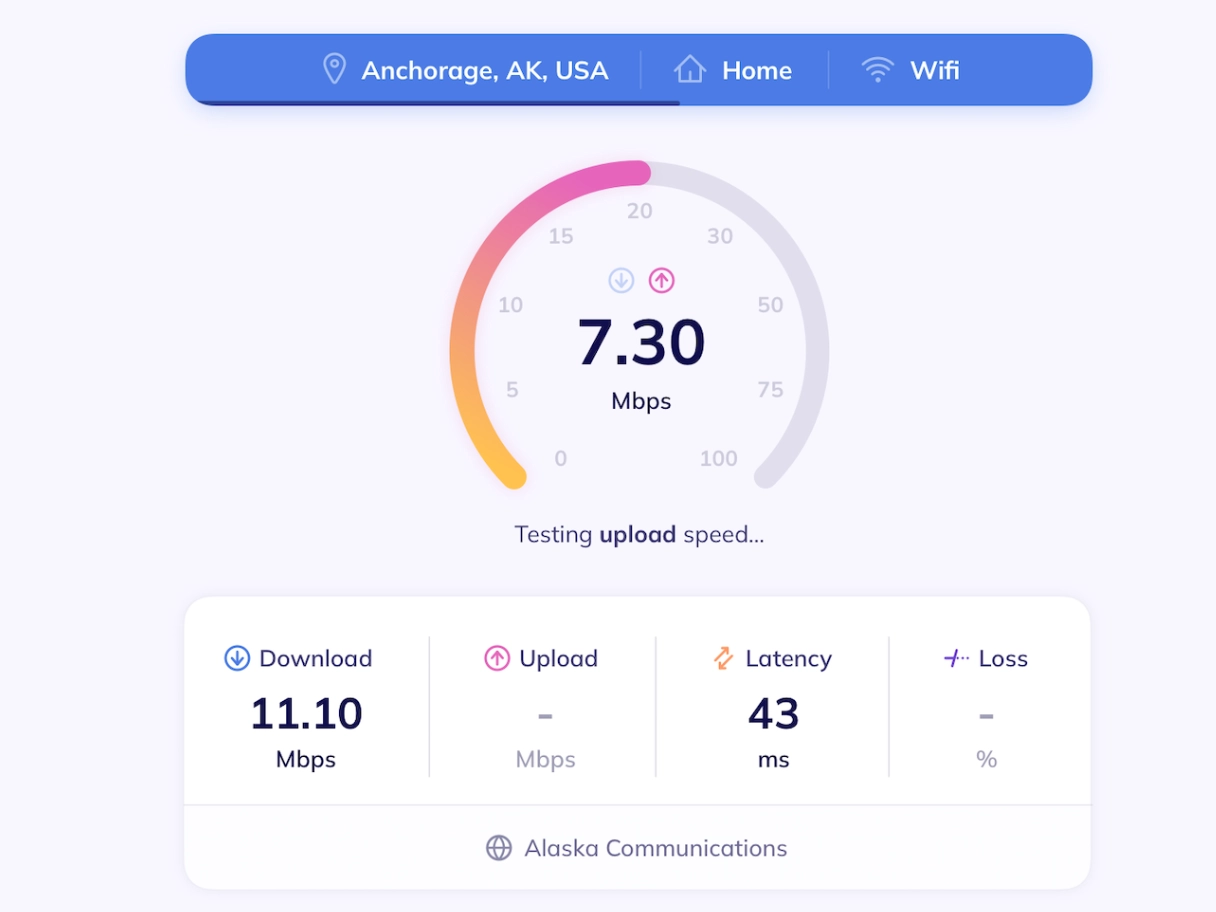 Anchorage, AK, USA Home Wifi
20
15 30
10 50
7.30
5 75
Mbps
0 100
Testing upload speed...
Download Upload Latency Loss
11.10 - 43 -
Mbps Mbps ms %
Alaska Communications